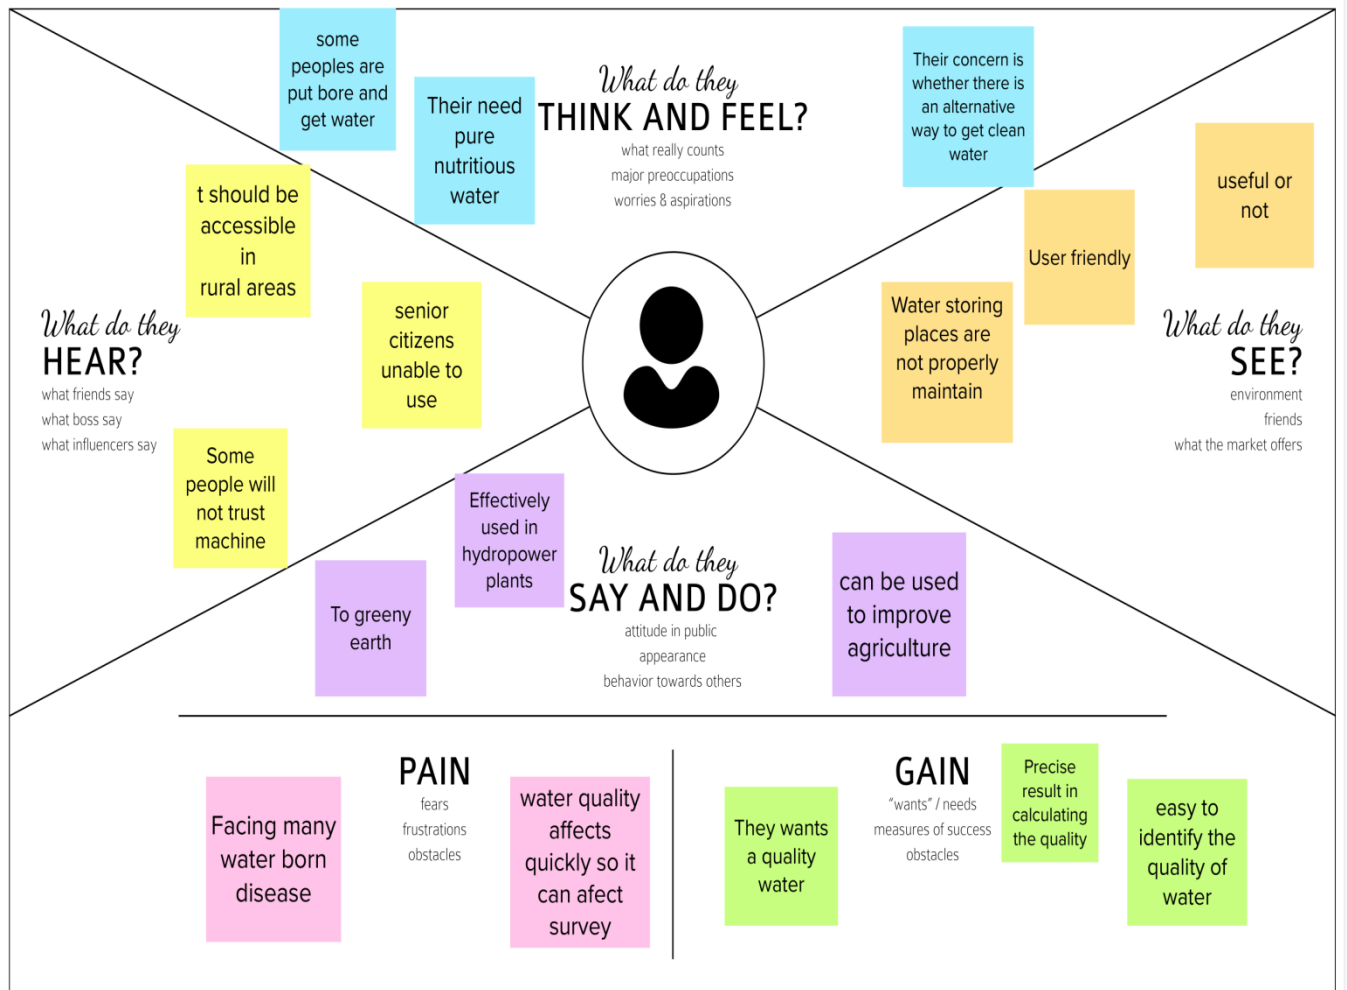 some
peoples are
put bore and
get water
Their need
pure
nutritious
water
What do they
THINK AND FEEL?
what really counts
major preoccupations
worries & aspirations
Their concern is
whether there is
an alternative
way to get clean
water
t should be
accessible
in
rural areas
senior
citizens
unable to
use
What do they
HEAR?
what friends say
what boss say
what influencers say
Some
people will
not trust
machine
useful or
not
User friendly
Water storing
places are
not properly
maintain
What do they
SEE?
environment
friends
what the market offers
Effectively
used in
hydropower
plants
To greeny
earth
What do they
SAY AND DO?
attitude in public
appearance
behavior towards others
can be used
to improve
agriculture
PAIN
fears
frustrations
obstacles
Facing many
water born
disease
water quality
affects
quickly so it
can afect
survey
GAIN
"wants" / needs
measures of success
obstacles
They wants
a quality
water
Precise
result in
calculating
the quality
easy to
identify the
quality of
water